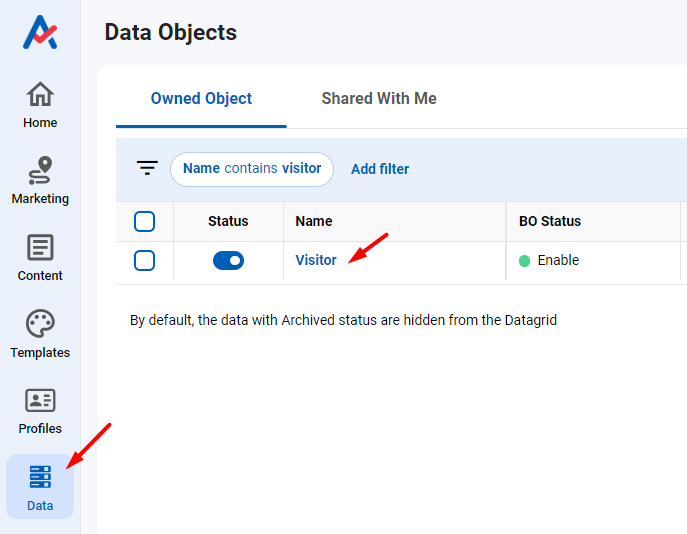 Data Objects
Home
Marketing
Content
Templates
Profiles
Data
Owned Object
Shared With Me
Name contains visitor
Add filter
Status
Name
BO Status
Visitor
Enable
By default, the data with Archived status are hidden from the Datagrid